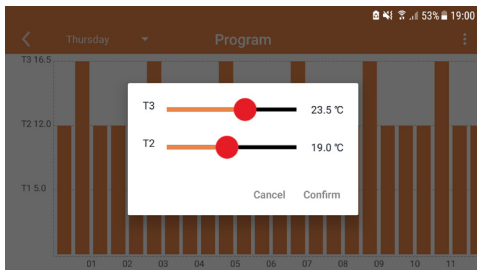 53% 19:00
Thursday Program
T3 16.5
T3 23.5 °C
T2 12.0
T2 19.0 °C
T1 5.0
Cancel Confirm
01 02 03 04 05 06 07 08 09 10 11